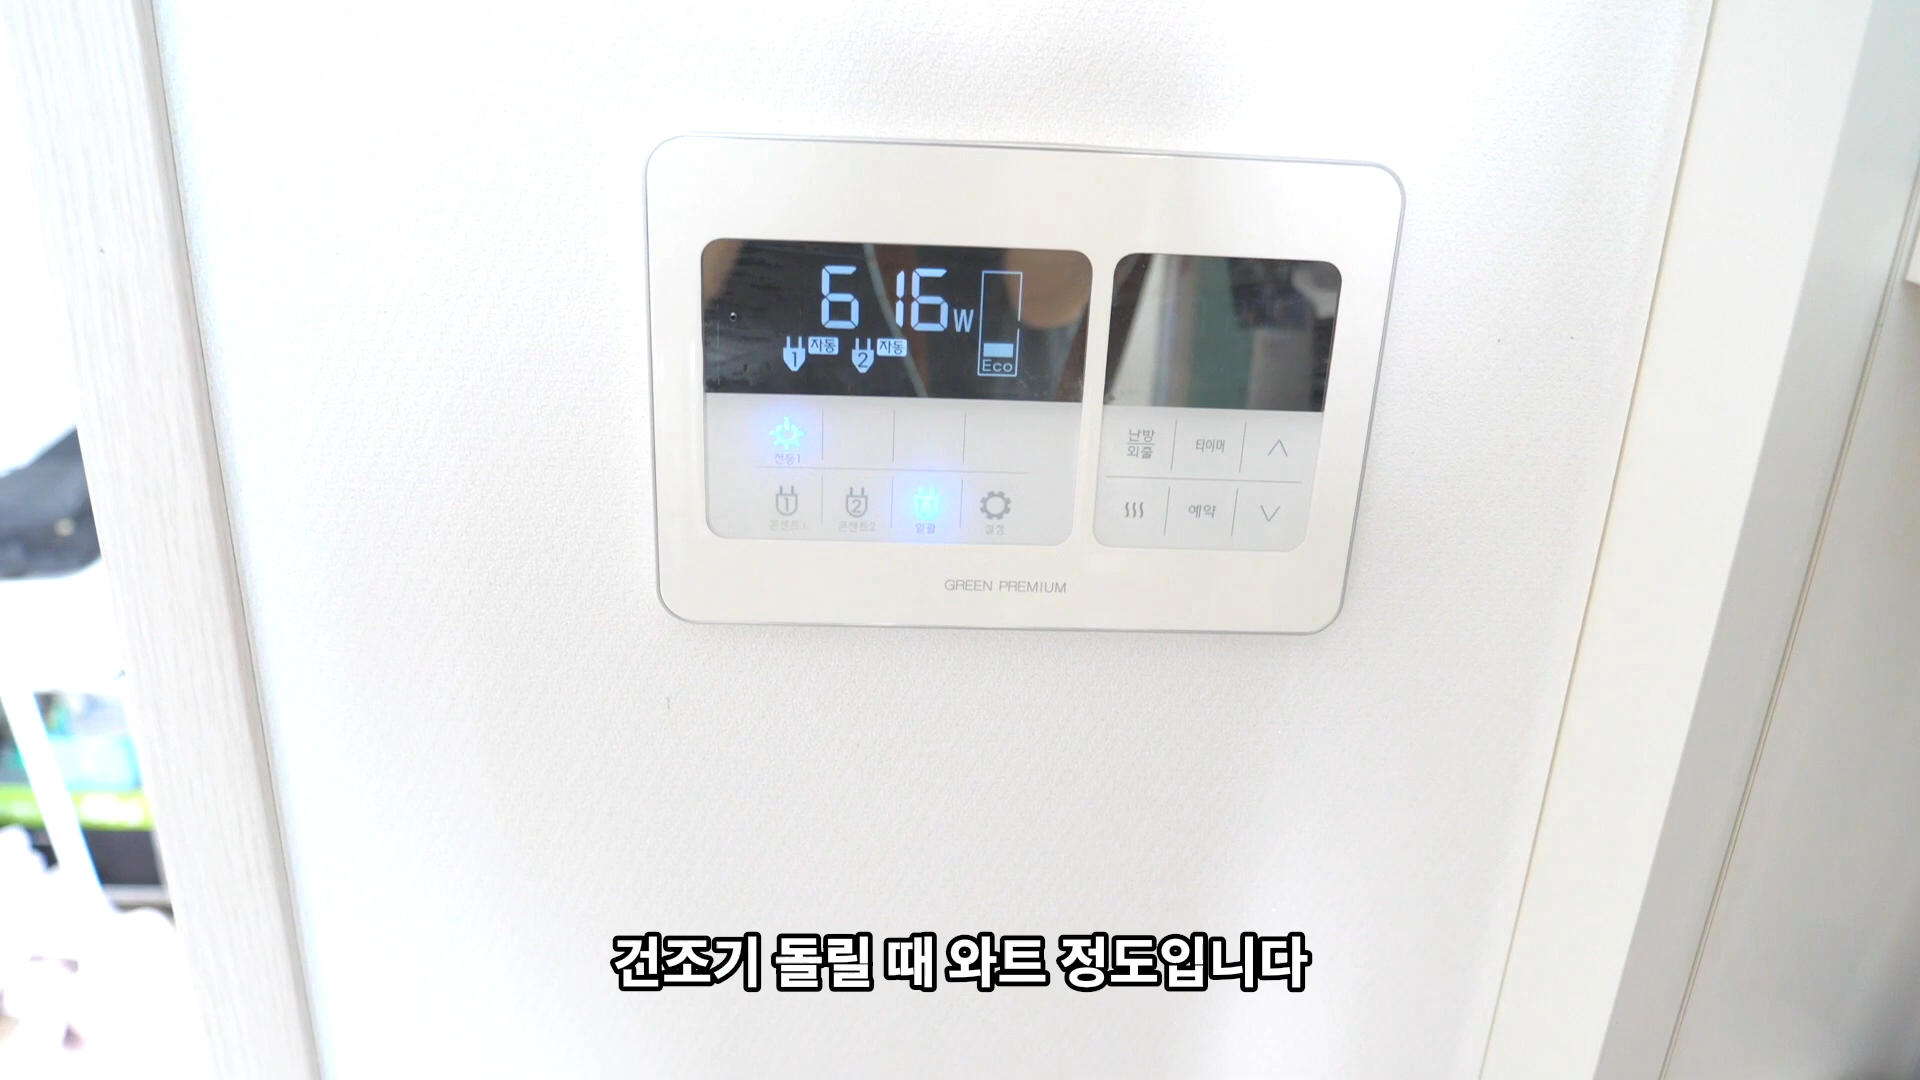 616W
1 자동 2 자동
Eco
전등1
콘센트1 콘센트2 일괄 설정
난방 외출 타이머
예약
GREEN PREMIUM
건조기 돌릴 때 와트 정도입니다